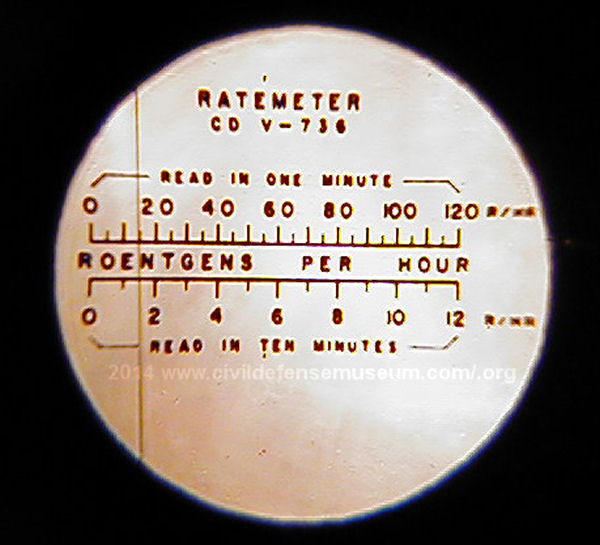 RATEMETER
CD V-736
READ IN ONE MINUTE
0 20 40 60 80 100 120 R/HR
ROENTGENS PER HOUR
0 2 4 6 8 10 12 R/HR
READ IN TEN MINUTES
2014 www.civildefensemuseum.com/.org